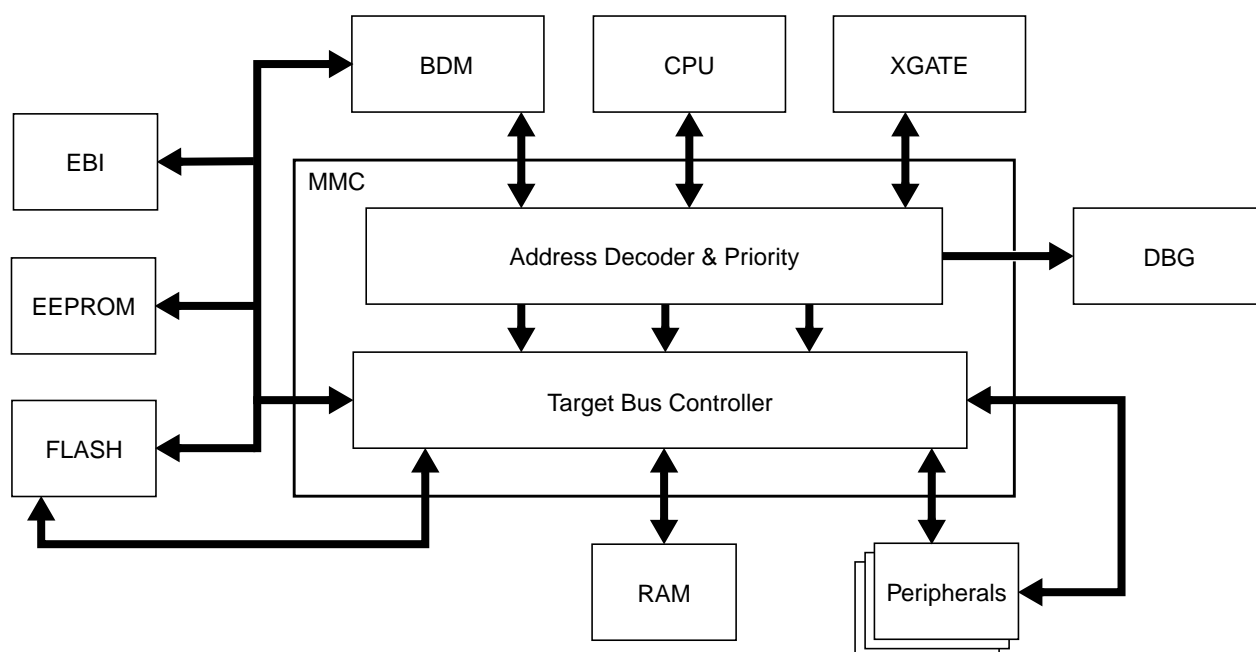 BDM
CPU
XGATE
EBI
MMC
Address Decoder & Priority
DBG
EEPROM
Target Bus Controller
FLASH
RAM
Peripherals